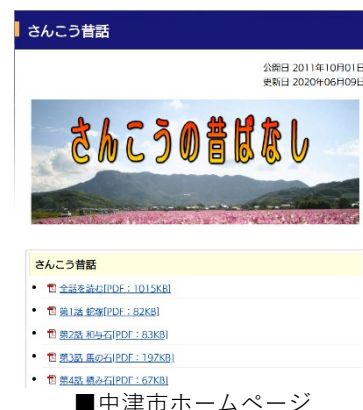 さんこう昔話
公開日 2011年10月01日
更新日 2020年06月09日
さんこうの昔ばなし
さんこう昔話
全話を読む[PDF：1015KB]
第1話 蛇塚[PDF：82KB]
第2話 和与石[PDF：83KB]
第3話 馬の石[PDF：197KB]
第4話 積み石[PDF：67KB]
■中津市ホームページ